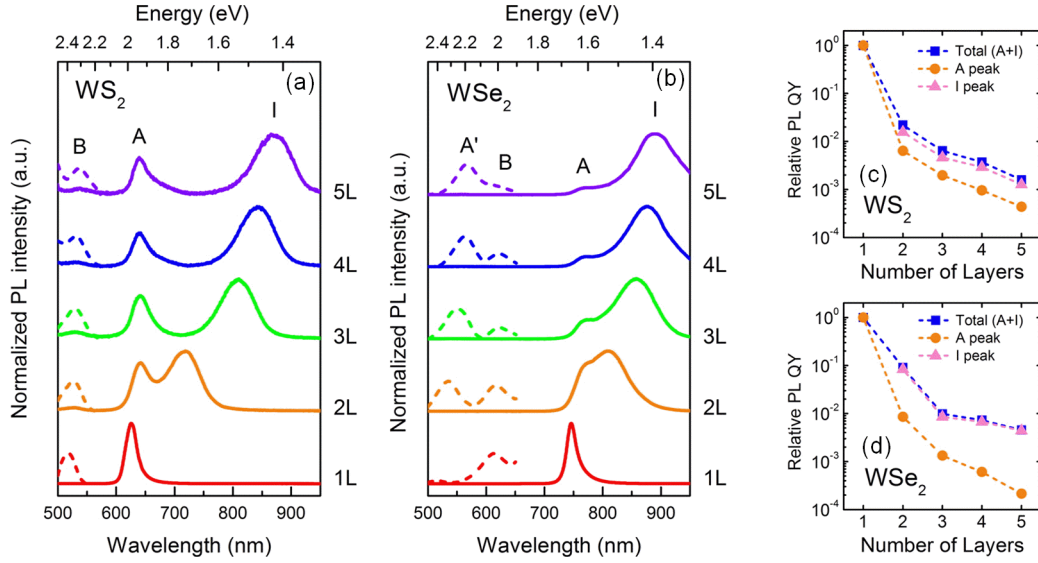 Energy (eV)
2.4 2.2 2 1.8 1.6 1.4
(a)
WS2
B
A
I
5L
4L
3L
2L
1L
Normalized PL intensity (a.u.)
500 600 700 800 900
Wavelength (nm)
Energy (eV)
2.4 2.2 2 1.8 1.6 1.4
(b)
WSe2
A'
B
A
I
5L
4L
3L
2L
1L
Normalized PL intensity (a.u.)
500 600 700 800 900
Wavelength (nm)
Relative PL QY
10^0
10^-1
10^-2
10^-3
10^-4
Total (A+I)
A peak
I peak
(c)
WS2
1 2 3 4 5
Number of Layers
Relative PL QY
10^0
10^-1
10^-2
10^-3
10^-4
Total (A+I)
A peak
I peak
(d)
WSe2
1 2 3 4 5
Number of Layers